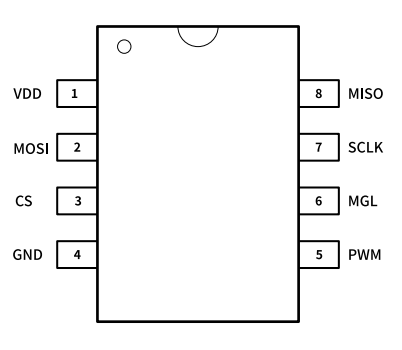 VDD 1 8 MISO
MOSI 2 7 SCLK
CS 3 6 MGL
GND 4 5 PWM